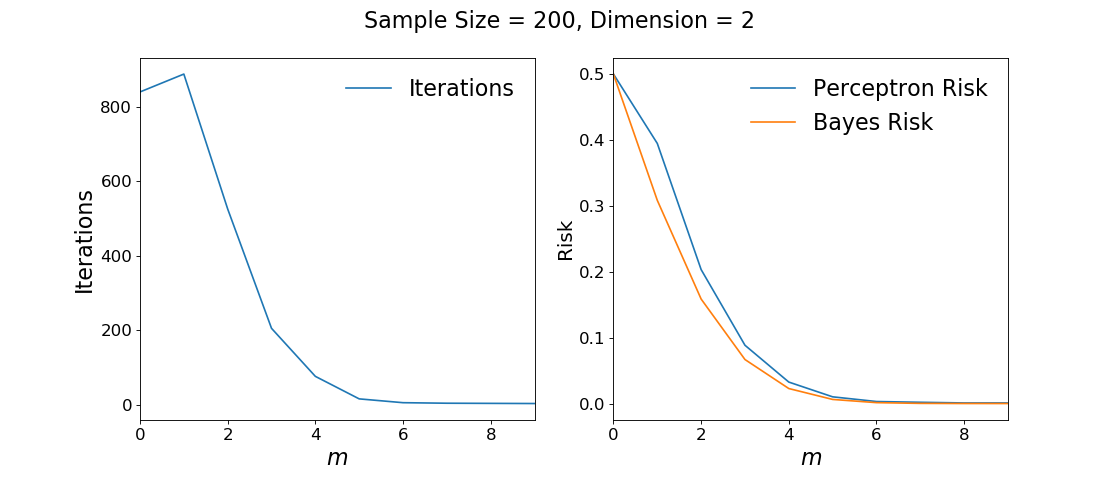 Sample Size = 200, Dimension = 2
Iterations
800
600
400
200
0
Iterations
0 2 4 6 8
m
Perceptron Risk
Bayes Risk
0.5
0.4
0.3
0.2
0.1
0.0
Risk
0 2 4 6 8
m